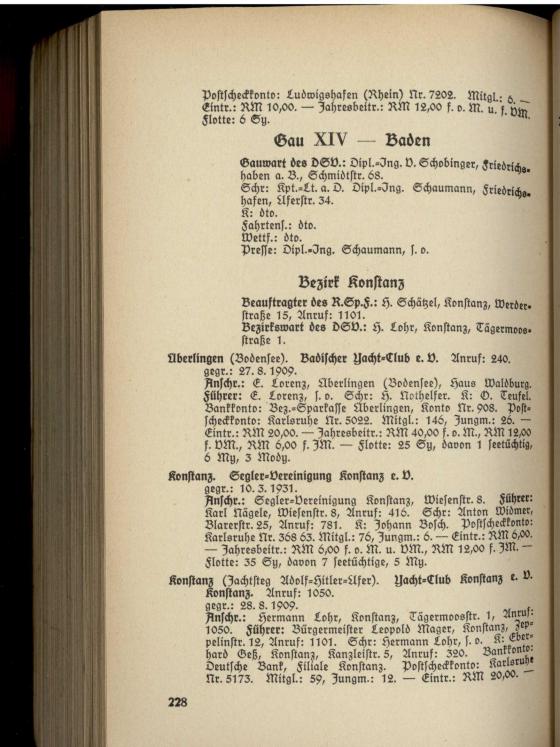 Postscheckkonto: Ludwigshafen (Rhein) Nr. 7202. Mitgl.: 6. —
Eintr.: RM 10,00. — Jahresbeitr.: RM 12,00 f. o. M. u. f. VM.
Flotte: 6 Sy.
Gau XIV — Baden
Gauwart des DSV.: Dipl.-Ing. V. Schobinger, Friedrichs-
haben a. B., Schmidtstr. 68.
Schr: Kpt.-Lt. a. D. Dipl.-Ing. Schaumann, Friedrichs-
hafen, Uferstr. 34.
K: dto.
Fahrtens.: dto.
Wettf.: dto.
Presse: Dipl.-Ing. Schaumann, s. o.
Bezirk Konstanz
Beauftragter des R.Sp.F.: H. Schätzel, Konstanz, Werder-
straße 15, Anruf: 1101.
Bezirkswart des DSV.: H. Lohr, Konstanz, Tägermoos-
straße 1.
Überlingen (Bodensee). Badischer Yacht-Club e. V. Anruf: 240.
gegr.: 27. 8. 1909.
Anschr.: E. Lorenz, Überlingen (Bodensee), Haus Waldburg.
Führer: E. Lorenz, s. o. Schr: H. Nothelfer. K: O. Teufel.
Bankkonto: Bez.-Sparkasse Überlingen, Konto Nr. 908. Post-
scheckkonto: Karlsruhe Nr. 5022. Mitgl.: 146, Jungm.: 26. —
Eintr.: RM 20,00. — Jahresbeitr.: RM 40,00 f. o. M., RM 12,00
f. VM., RM 6,00 f. JM. — Flotte: 25 Sy, davon 1 seetüchtig,
6 My, 3 Mody.
Konstanz. Segler-Vereinigung Konstanz e. V.
gegr.: 10. 3. 1931.
Anschr.: Segler-Vereinigung Konstanz, Wiesenstr. 8. Führer:
Karl Nägele, Wiesenstr. 8, Anruf: 416. Schr: Anton Widmer,
Blarerstr. 25, Anruf: 781. K: Johann Bosch. Postscheckkonto:
Karlsruhe Nr. 368 63. Mitgl.: 76, Jungm.: 6. — Eintr.: RM 6,00.
— Jahresbeitr.: RM 6,00 f. o. M. u. VM., RM 12,00 f. JM. —
Flotte: 35 Sy, davon 7 seetüchtige, 5 My.
Konstanz (Jachtsteg Adolf-Hitler-Ufer). Yacht-Club Konstanz e. V.
Konstanz. Anruf: 1050.
gegr.: 28. 8. 1909.
Anschr.: Hermann Lohr, Konstanz, Tägermoosstr. 1, Anruf:
1050. Führer: Bürgermeister Leopold Mager, Konstanz, Zep-
pelinstr. 12, Anruf: 1101. Schr: Hermann Lohr, s. o. K: Eber-
hard Geß, Konstanz, Kanzleistr. 5, Anruf: 320. Bankkonto:
Deutsche Bank, Filiale Konstanz. Postscheckkonto: Karlsruhe
Nr. 5173. Mitgl.: 59, Jungm.: 12. — Eintr.: RM 20,00. —
228